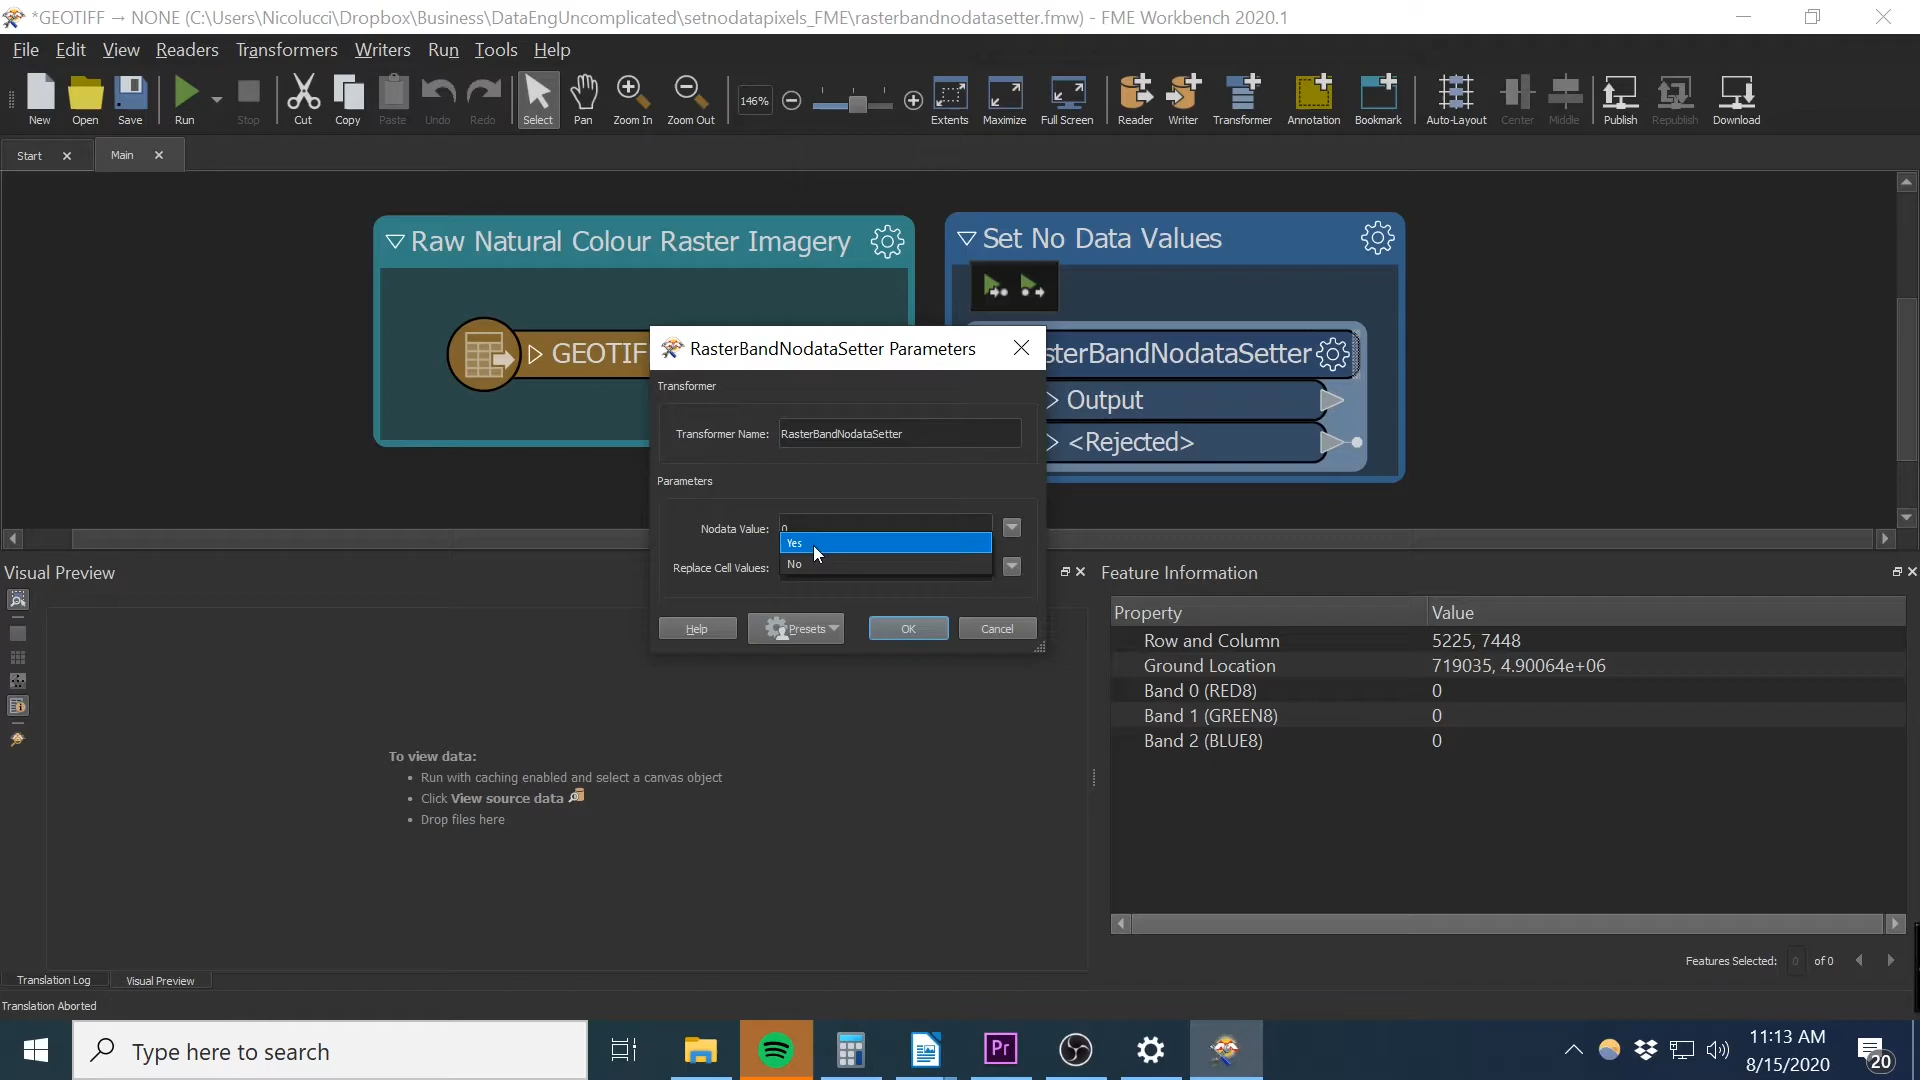 *GEOTIFF → NONE (C:\Users\Nicolucci\Dropbox\Business\DataEngUncomplicated\setnodatapixels_FME\rasterbandnodatasetter.fmw) - FME Workbench 2020.1
File Edit View Readers Transformers Writers Run Tools Help
New Open Save Run Stop Cut Copy Paste Undo Redo Select Pan Zoom In Zoom Out 146% Extents Maximize Full Screen Reader Writer Transformer Annotation Bookmark Auto-Layout Center Middle Publish Republish Download
Start Main
Raw Natural Colour Raster Imagery
Set No Data Values
GEOTIF
RasterBandNodataSetter Parameters
sterBandNodataSetter
Output
<Rejected>
Transformer
Transformer Name: RasterBandNodataSetter
Parameters
Nodata Value: 0
Yes
No
Replace Cell Values:
Help Presets OK Cancel
Visual Preview
To view data:
• Run with caching enabled and select a canvas object
• Click View source data
• Drop files here
Feature Information
Property Value
Row and Column 5225, 7448
Ground Location 719035, 4.90064e+06
Band 0 (RED8) 0
Band 1 (GREEN8) 0
Band 2 (BLUE8) 0
Features Selected: 0 of 0
Translation Log Visual Preview
Translation Aborted
Type here to search
Pr
11:13 AM
8/15/2020
20